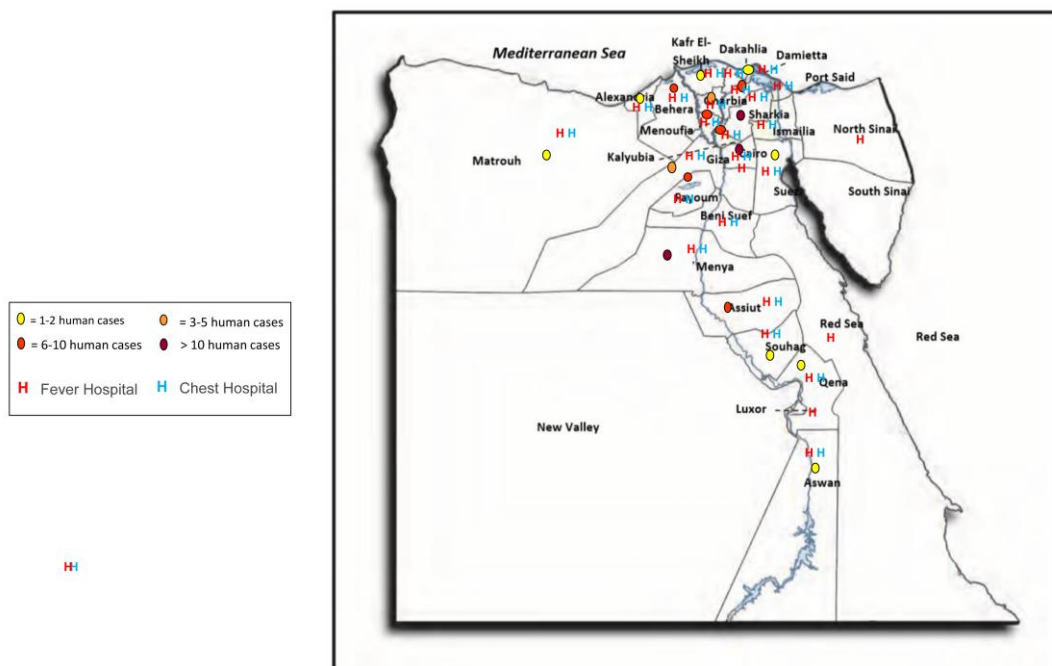 Kafr El-
Sheikh
Dakahlia
Damietta
Mediterranean Sea
Port Said
Alexandria
Behera
Gharbia
Sharkia
Menoufia
Ismailia
North Sinai
Kalyubia
Giza
Cairo
Matrouh
Suez
South Sinai
Fayoum
Beni Suef
Menya
Assiut
Red Sea
Red Sea
Souhag
Qena
Luxor
New Valley
Aswan
= 1-2 human cases
= 3-5 human cases
= 6-10 human cases
> 10 human cases
H Fever Hospital
H Chest Hospital
HH